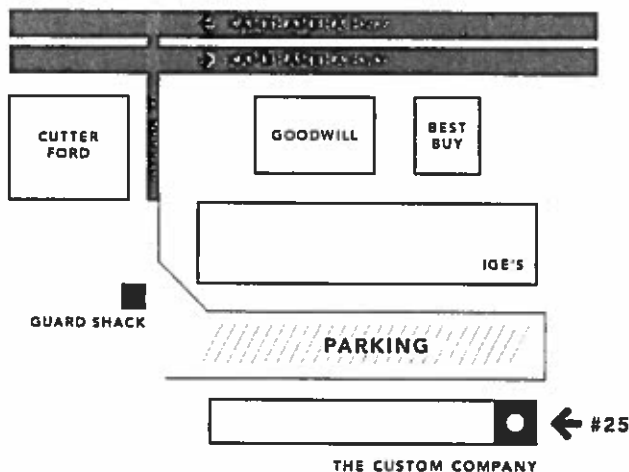 CUTTER
FORD
GOODWILL
BEST
BUY
IGE'S
GUARD SHACK
PARKING
#25
THE CUSTOM COMPANY